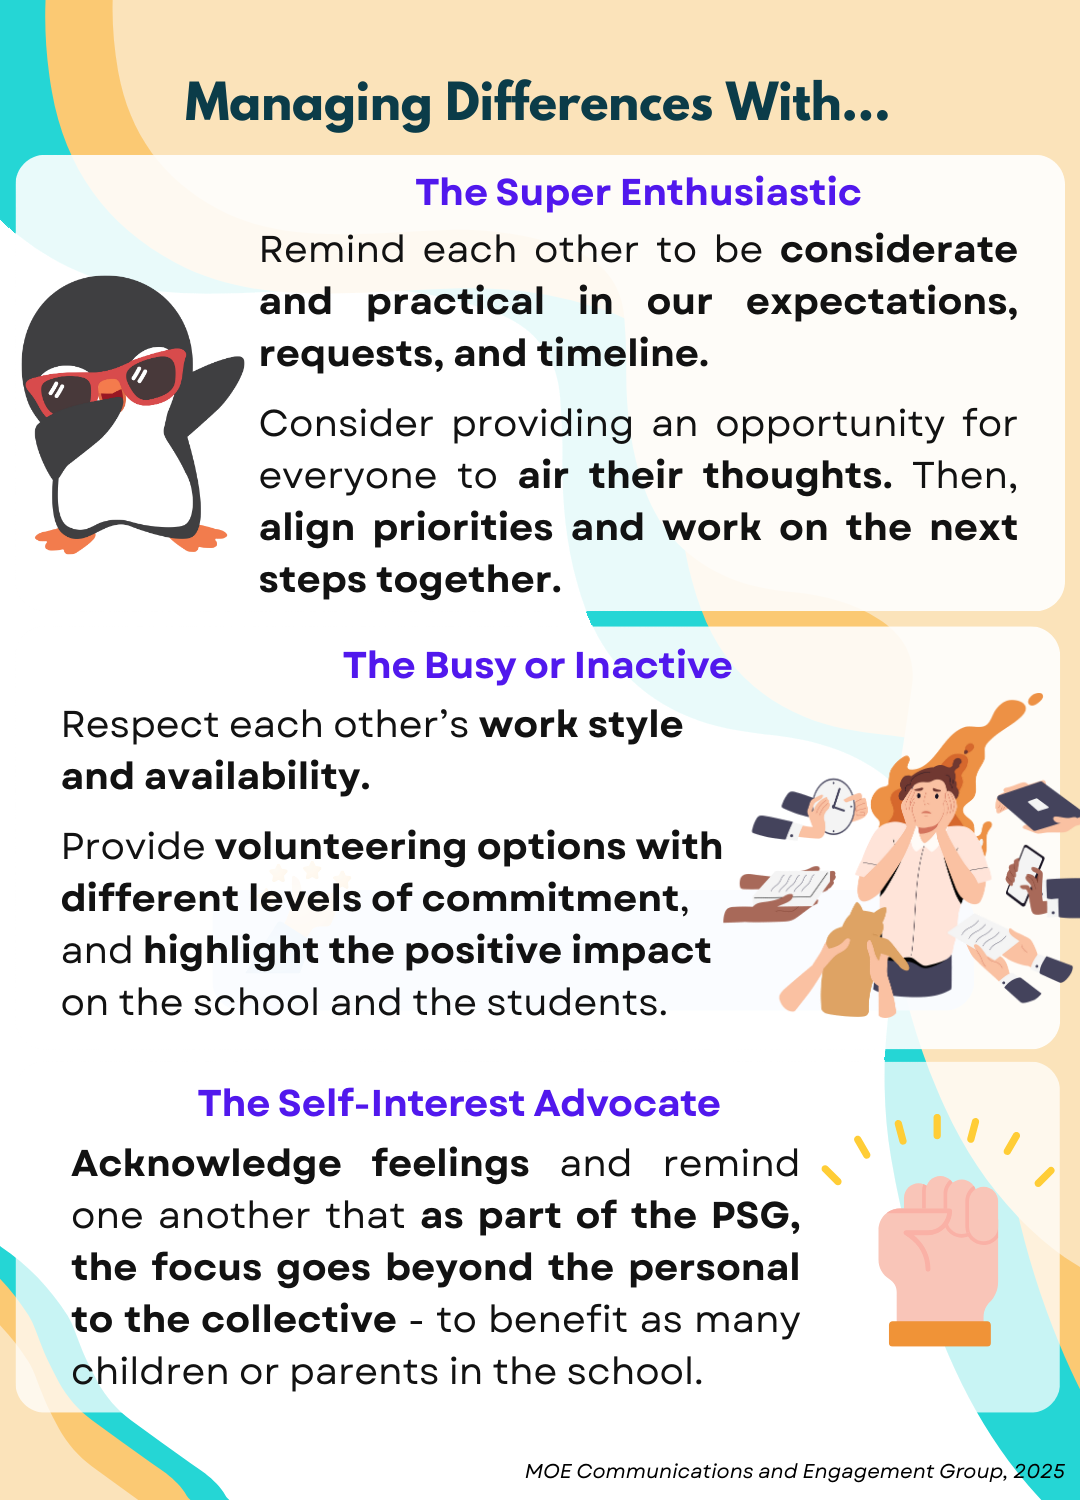 Managing Differences With...
The Super Enthusiastic
Remind each other to be considerate
and practical in our expectations,
requests, and timeline.
Consider providing an opportunity for
everyone to air their thoughts. Then,
align priorities and work on the next
steps together.
The Busy or Inactive
Respect each other’s work style
and availability.
Provide volunteering options with
different levels of commitment,
and highlight the positive impact
on the school and the students.
The Self-Interest Advocate
Acknowledge feelings and remind
one another that as part of the PSG,
the focus goes beyond the personal
to the collective - to benefit as many
children or parents in the school.
MOE Communications and Engagement Group, 2025